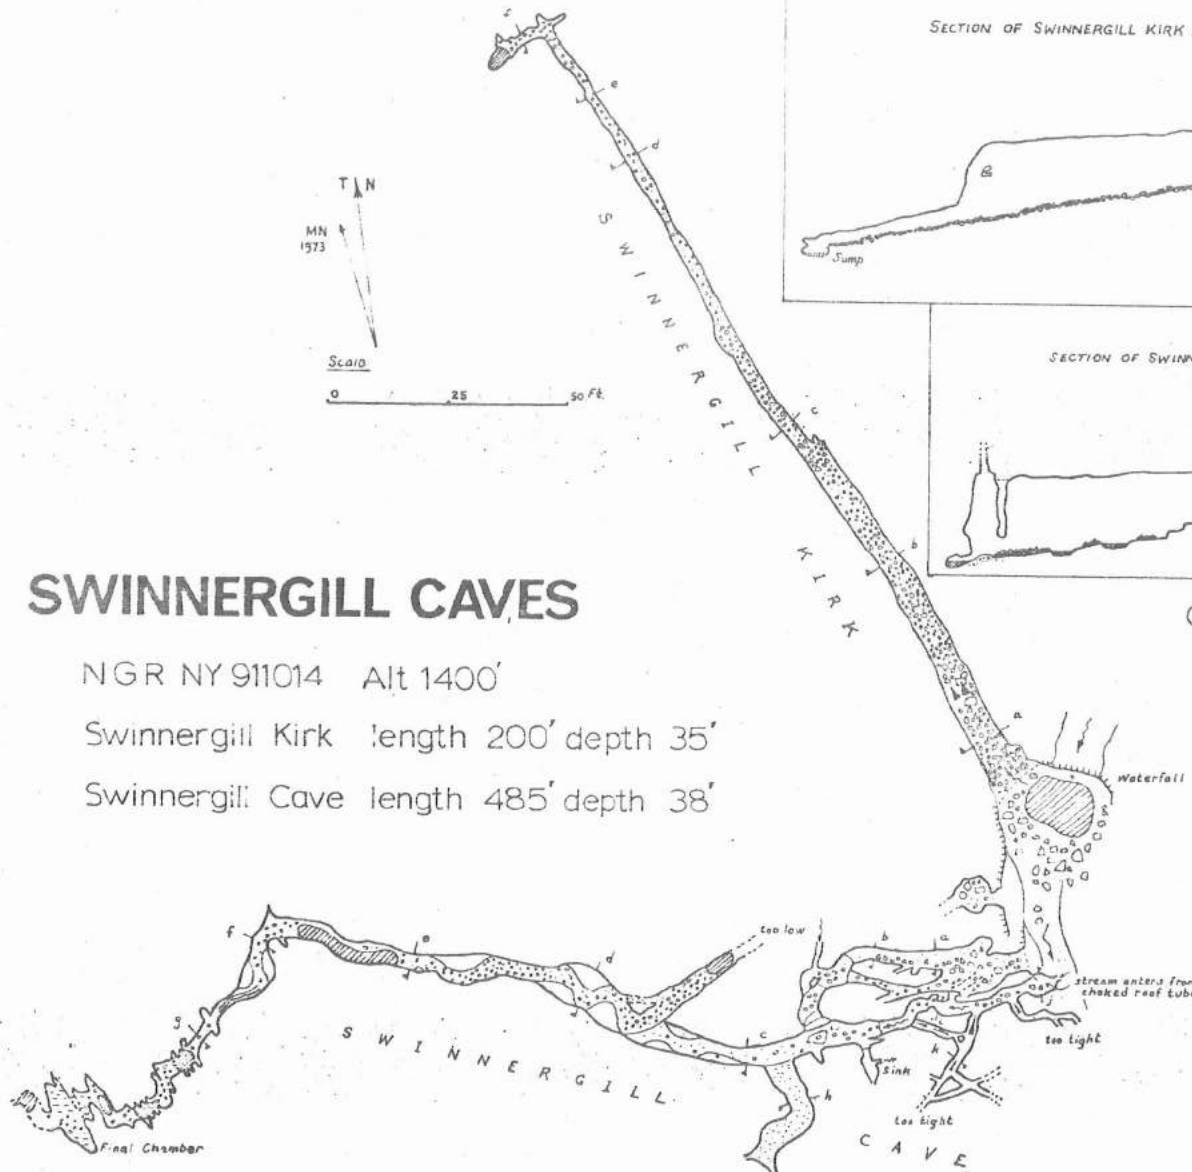 SECTION OF SWINNERGILL KIRK
Sump
SECTION OF SWINN
f
e
d
c
b
a
T N
MN
1973
Scale
0 25 50 Ft.
SWINNERGILL KIRK
SWINNERGILL CAVES
NGR NY 911014 Alt 1400'
Swinnergill Kirk length 200' depth 35'
Swinnergill Cave length 485' depth 38'
Waterfall
f
e
d
too low
b
a
stream enters from
choked roof tub
too tight
g
c
k
Sink
h
too tight
Final Chamber
SWINNERGILL
CAVE